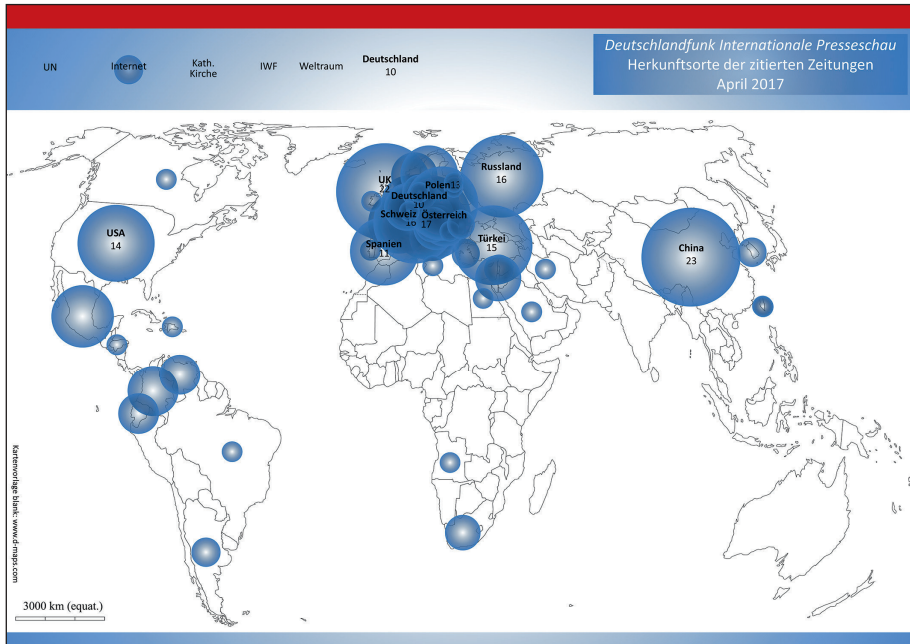 UN
Internet
Kath.
Kirche
IWF
Weltraum
Deutschland
10
Deutschlandfunk Internationale Presseschau
Herkunftsorte der zitierten Zeitungen
April 2017
UK
22
Polen 13
Russland
16
Deutschland
10
Schweiz
16
Österreich
17
USA
14
Spanien
11
Türkei
15
China
23
Kartenvorlage blank: www.d-maps.com
3000 km (equat.)